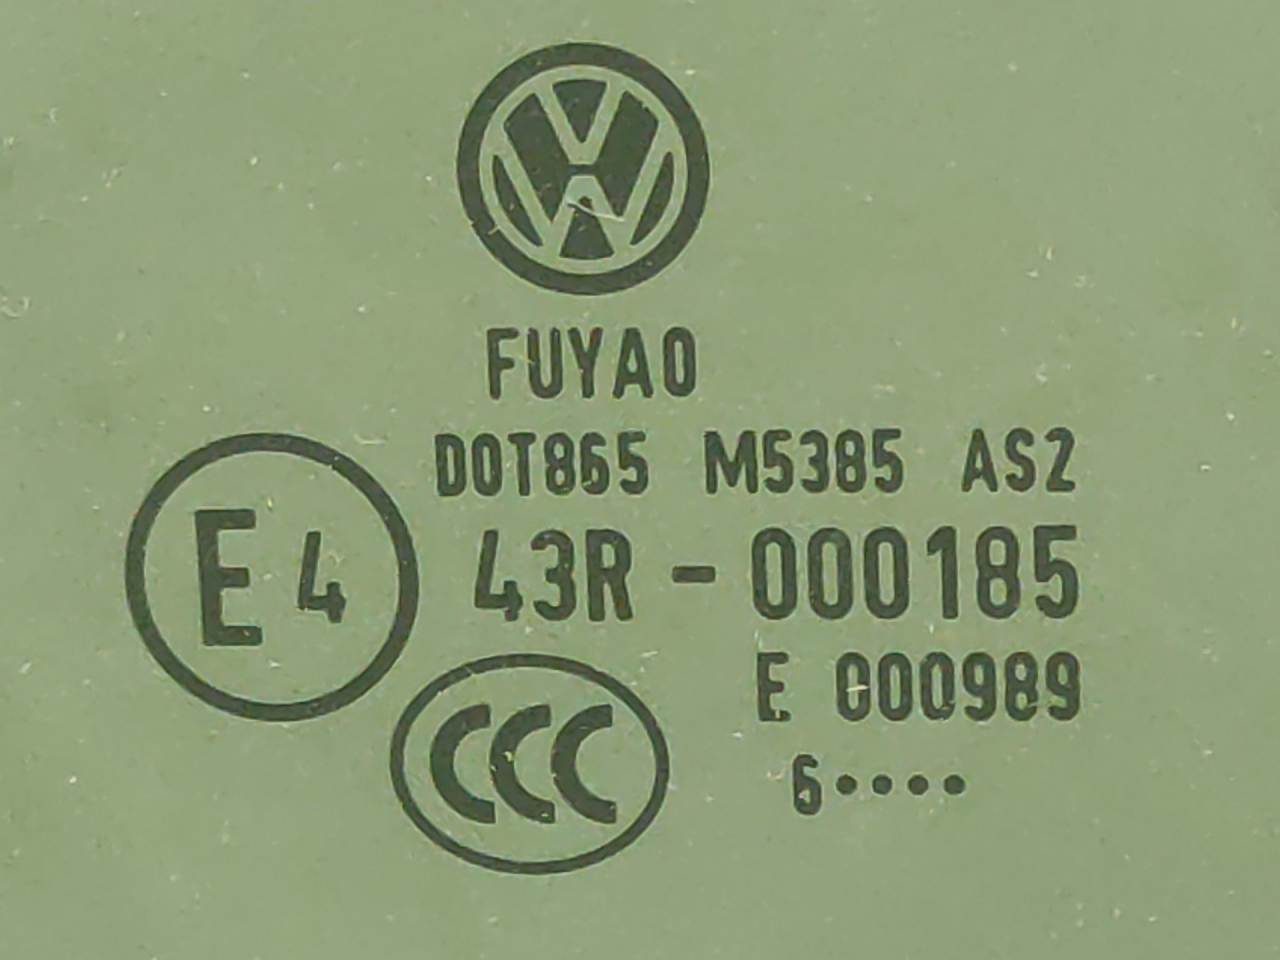 FUYAO
DOT865 M5385 AS2
E4 43R-000185
E 000989
CCC
6····